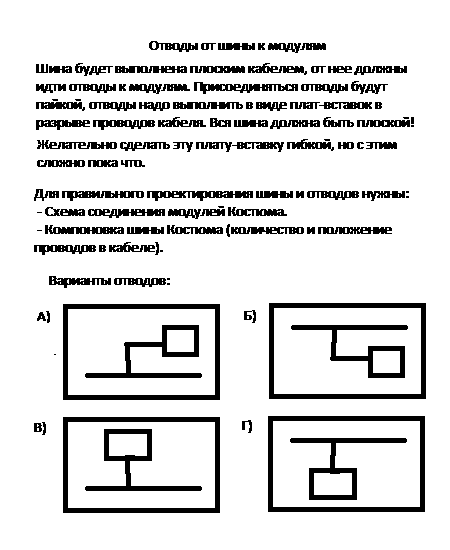 Отводы от шины к модулям
Шина будет выполнена плоским кабелем, от нее должны
идти отводы к модулям. Присоединяться отводы будут
пайкой, отводы надо выполнить в виде плат-вставок в
разрыве проводов кабеля. Вся шина должна быть плоской!
Желательно сделать эту плату-вставку гибкой, но с этим
сложно пока что.
Для правильного проектирования шины и отводов нужны:
- Схема соединения модулей Костюма.
- Компоновка шины Костюма (количество и положение
проводов в кабеле).
Варианты отводов:
А)
Б)
В)
Г)